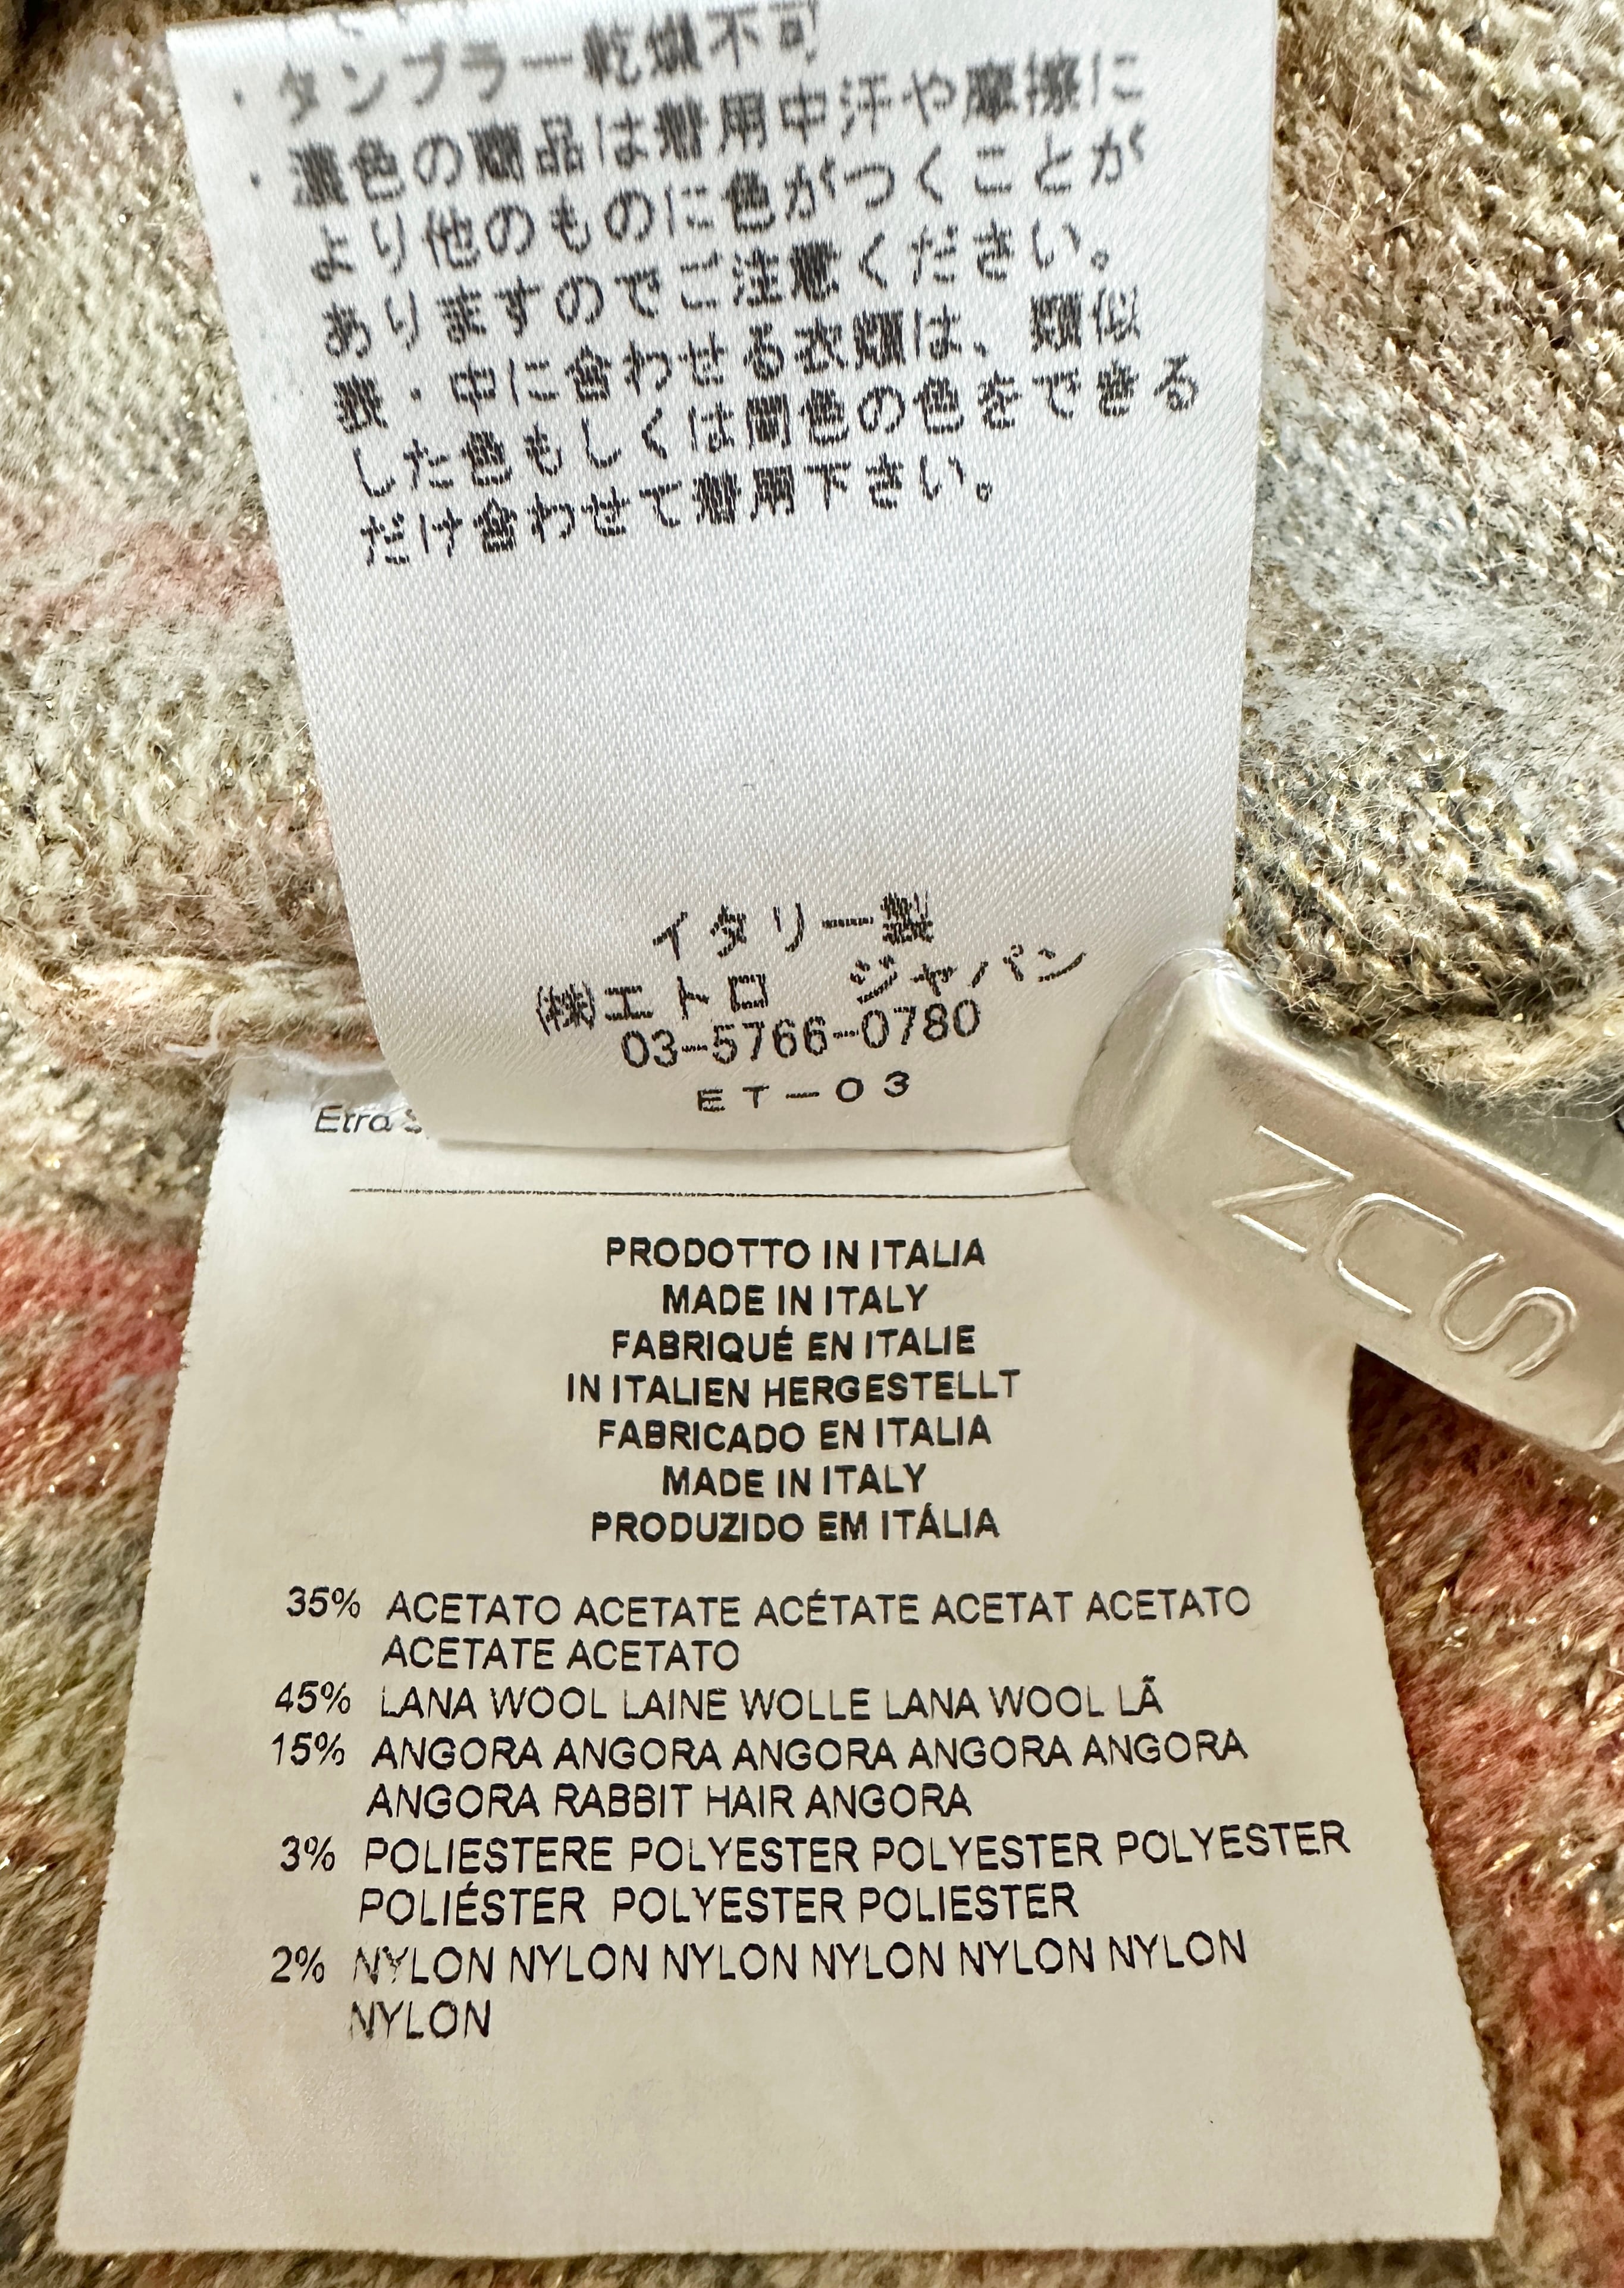 ・タンブラー乾燥不可
・濃色の商品は着用中汗や摩擦に
より他のものに色がつくことが
ありますのでご注意ください。
又・中に合わせる衣類は、類似
した色もしくは同色の色をできる
だけ合わせて着用下さい。
イタリー製
㈱エトロ ジャパン
03-5766-0780
ET-03
Etro
PRODOTTO IN ITALIA
MADE IN ITALY
FABRIQUÉ EN ITALIE
IN ITALIEN HERGESTELLT
FABRICADO EN ITALIA
MADE IN ITALY
PRODUZIDO EM ITÁLIA
35% ACETATO ACETATE ACÉTATE ACETAT ACETATO
ACETATE ACETATO
45% LANA WOOL LAINE WOLLE LANA WOOL LÃ
15% ANGORA ANGORA ANGORA ANGORA ANGORA
ANGORA RABBIT HAIR ANGORA
3% POLIESTERE POLYESTER POLYESTER POLYESTER
POLIÉSTER POLYESTER POLIESTER
2% NYLON NYLON NYLON NYLON NYLON NYLON
NYLON